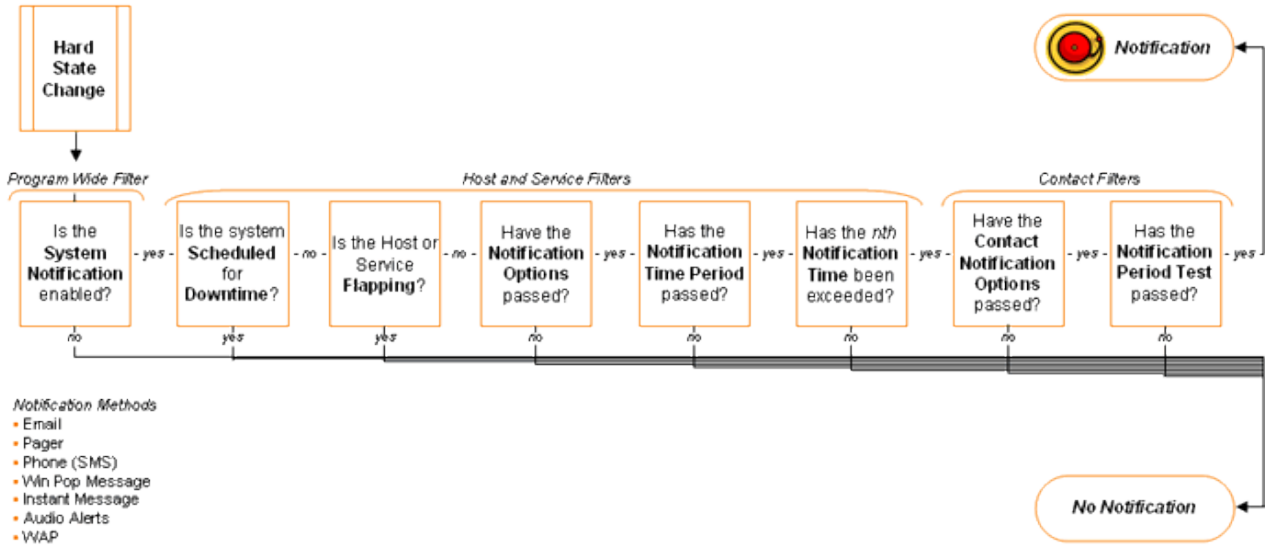 Hard
State
Change
Notification
Program Wide Filter
Host and Service Filters
Contact Filters
Is the
System
Notification
enabled?
- yes -
Is the system
Scheduled
for
Downtime?
- no -
Is the Host or
Service
Flapping?
- no -
Have the
Notification
Options
passed?
- yes -
Has the
Notification
Time Period
passed?
- yes -
Has the nth
Notification
Time been
exceeded?
- yes -
Have the
Contact
Notification
Options
passed?
- yes -
Has the
Notification
Period Test
passed?
- yes -
no
yes
yes
no
no
no
no
no
Notification Methods
▪ Email
▪ Pager
▪ Phone (SMS)
▪ Win Pop Message
▪ Instant Message
▪ Audio Alerts
▪ WAP
No Notification